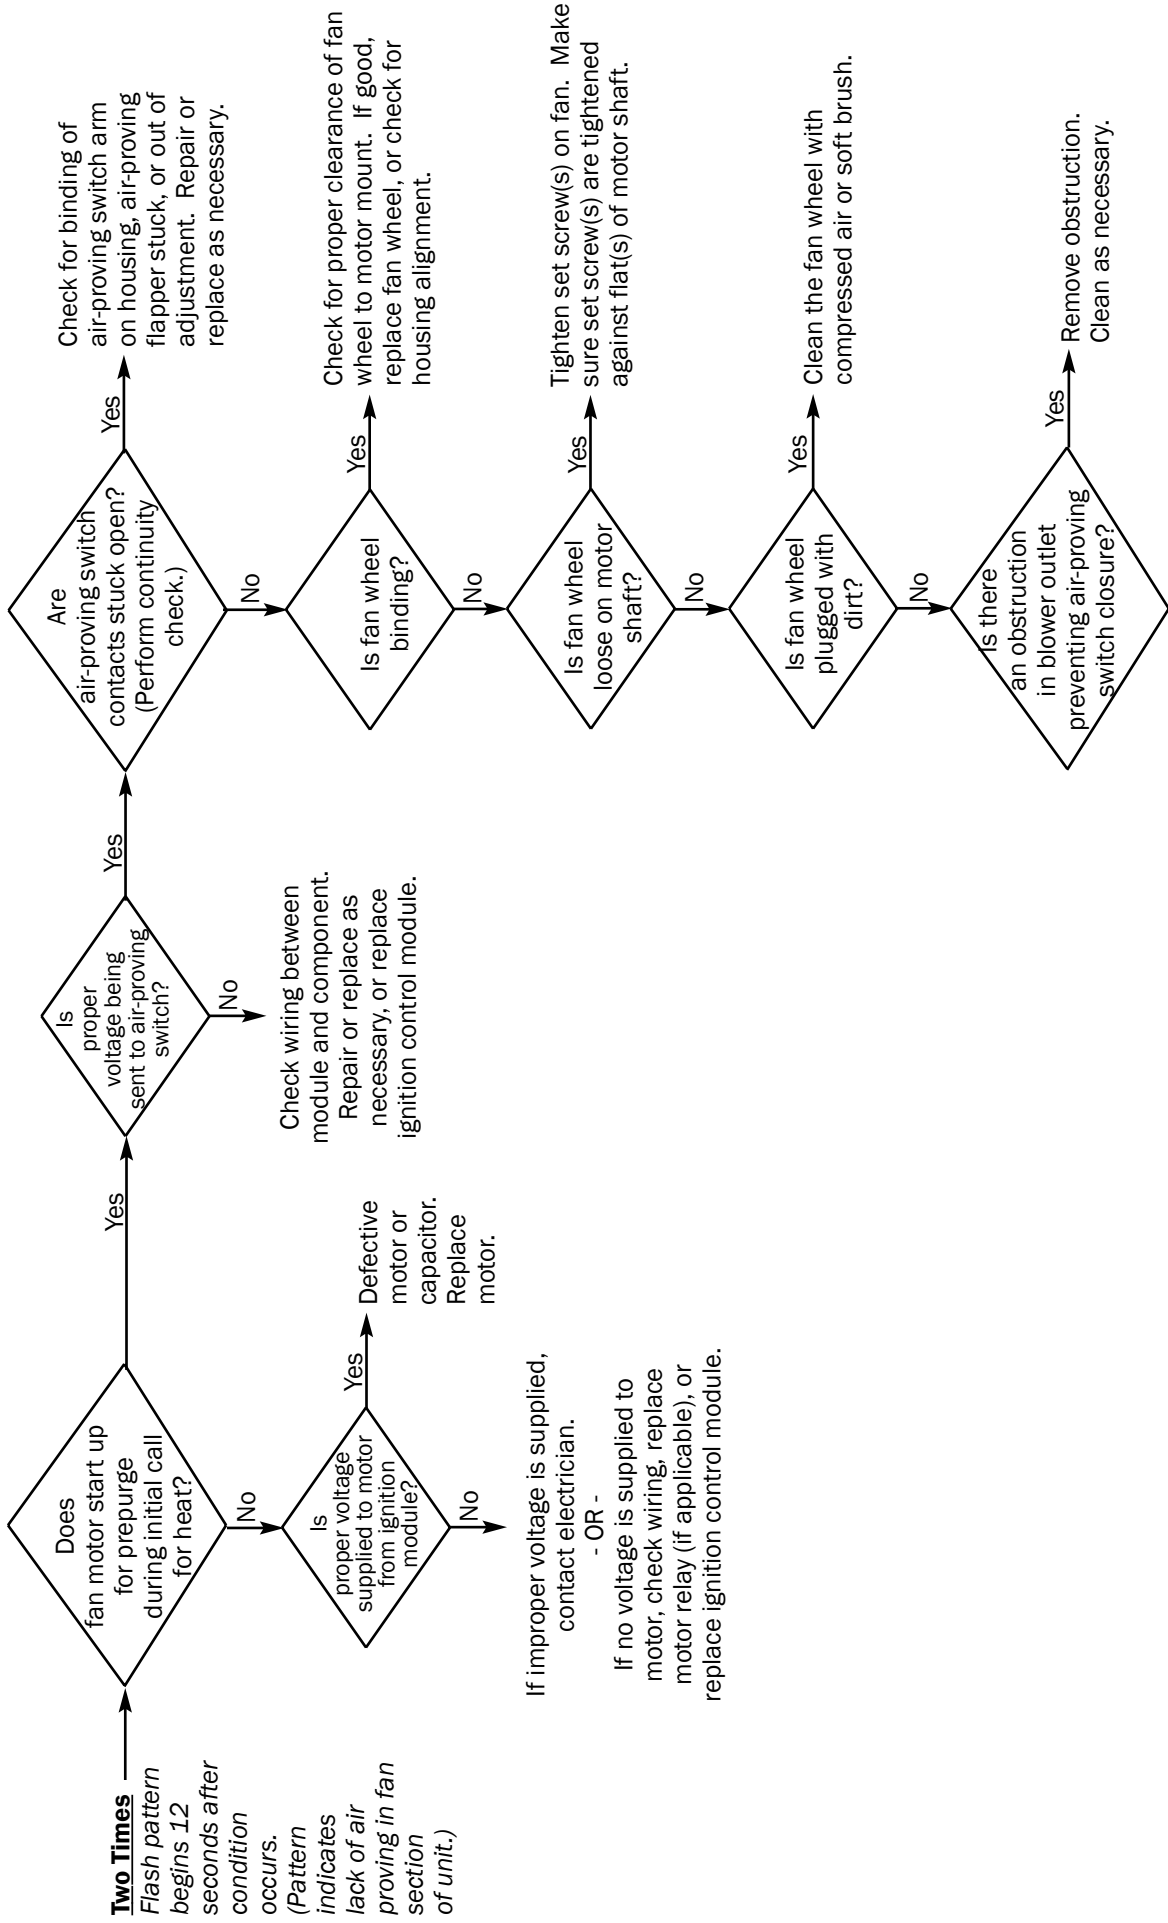 Two Times
Flash pattern
begins 12
seconds after
condition
occurs.
(Pattern
indicates
lack of air
proving in fan
section
of unit.)
Does
fan motor start up
for prepurge
during initial call
for heat?
No
Is
proper voltage
supplied to motor
from ignition
module?
Yes
Defective
motor or
capacitor.
Replace
motor.
No
If improper voltage is supplied,
contact electrician.
- OR -
If no voltage is supplied to
motor, check wiring, replace
motor relay (if applicable), or
replace ignition control module.
Yes
Is
proper
voltage being
sent to air-proving
switch?
No
Check wiring between
module and component.
Repair or replace as
necessary, or replace
ignition control module.
Yes
Are
air-proving switch
contacts stuck open?
(Perform continuity
check.)
Yes
Check for binding of
air-proving switch arm
on housing, air-proving
flapper stuck, or out of
adjustment. Repair or
replace as necessary.
No
Is fan wheel
binding?
Yes
Check for proper clearance of fan
wheel to motor mount. If good,
replace fan wheel, or check for
housing alignment.
No
Is fan wheel
loose on motor
shaft?
Yes
Tighten set screw(s) on fan. Make
sure set screw(s) are tightened
against flat(s) of motor shaft.
No
Is fan wheel
plugged with
dirt?
Yes
Clean the fan wheel with
compressed air or soft brush.
No
Is there
an obstruction
in blower outlet
preventing air-proving
switch closure?
Yes
Remove obstruction.
Clean as necessary.